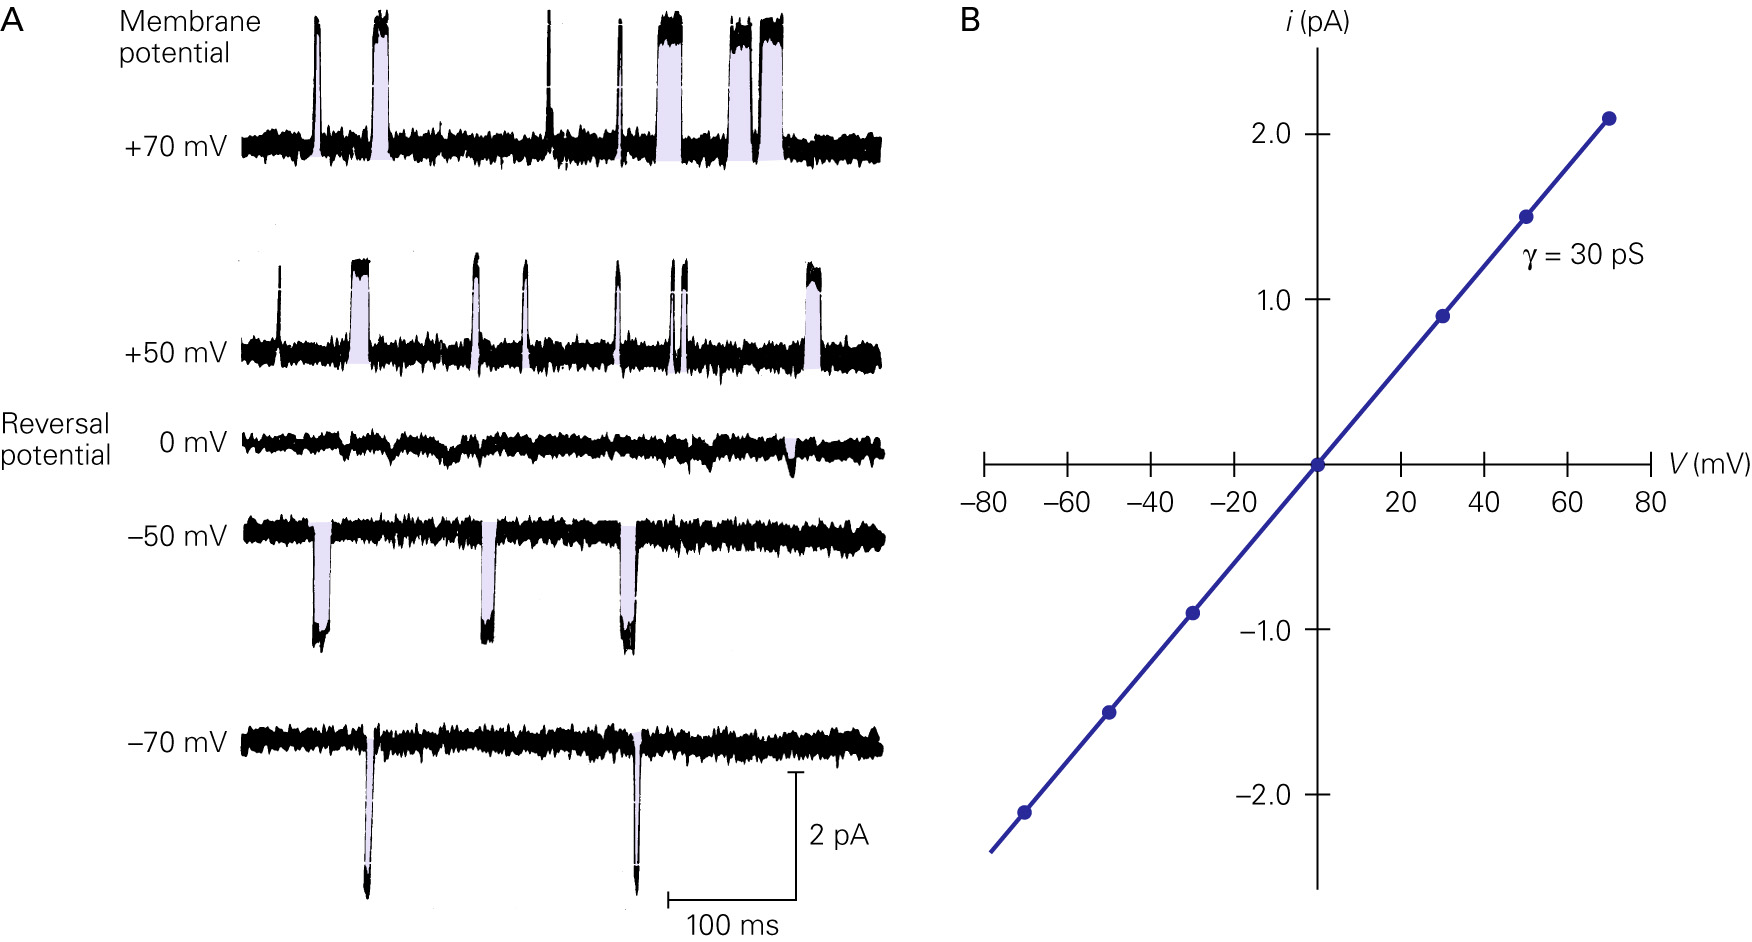 A
Membrane
potential
+70 mV
+50 mV
Reversal
potential
0 mV
–50 mV
–70 mV
2 pA
100 ms
B
i (pA)
2.0
1.0
γ = 30 pS
V (mV)
–80 –60 –40 –20 20 40 60 80
–1.0
–2.0